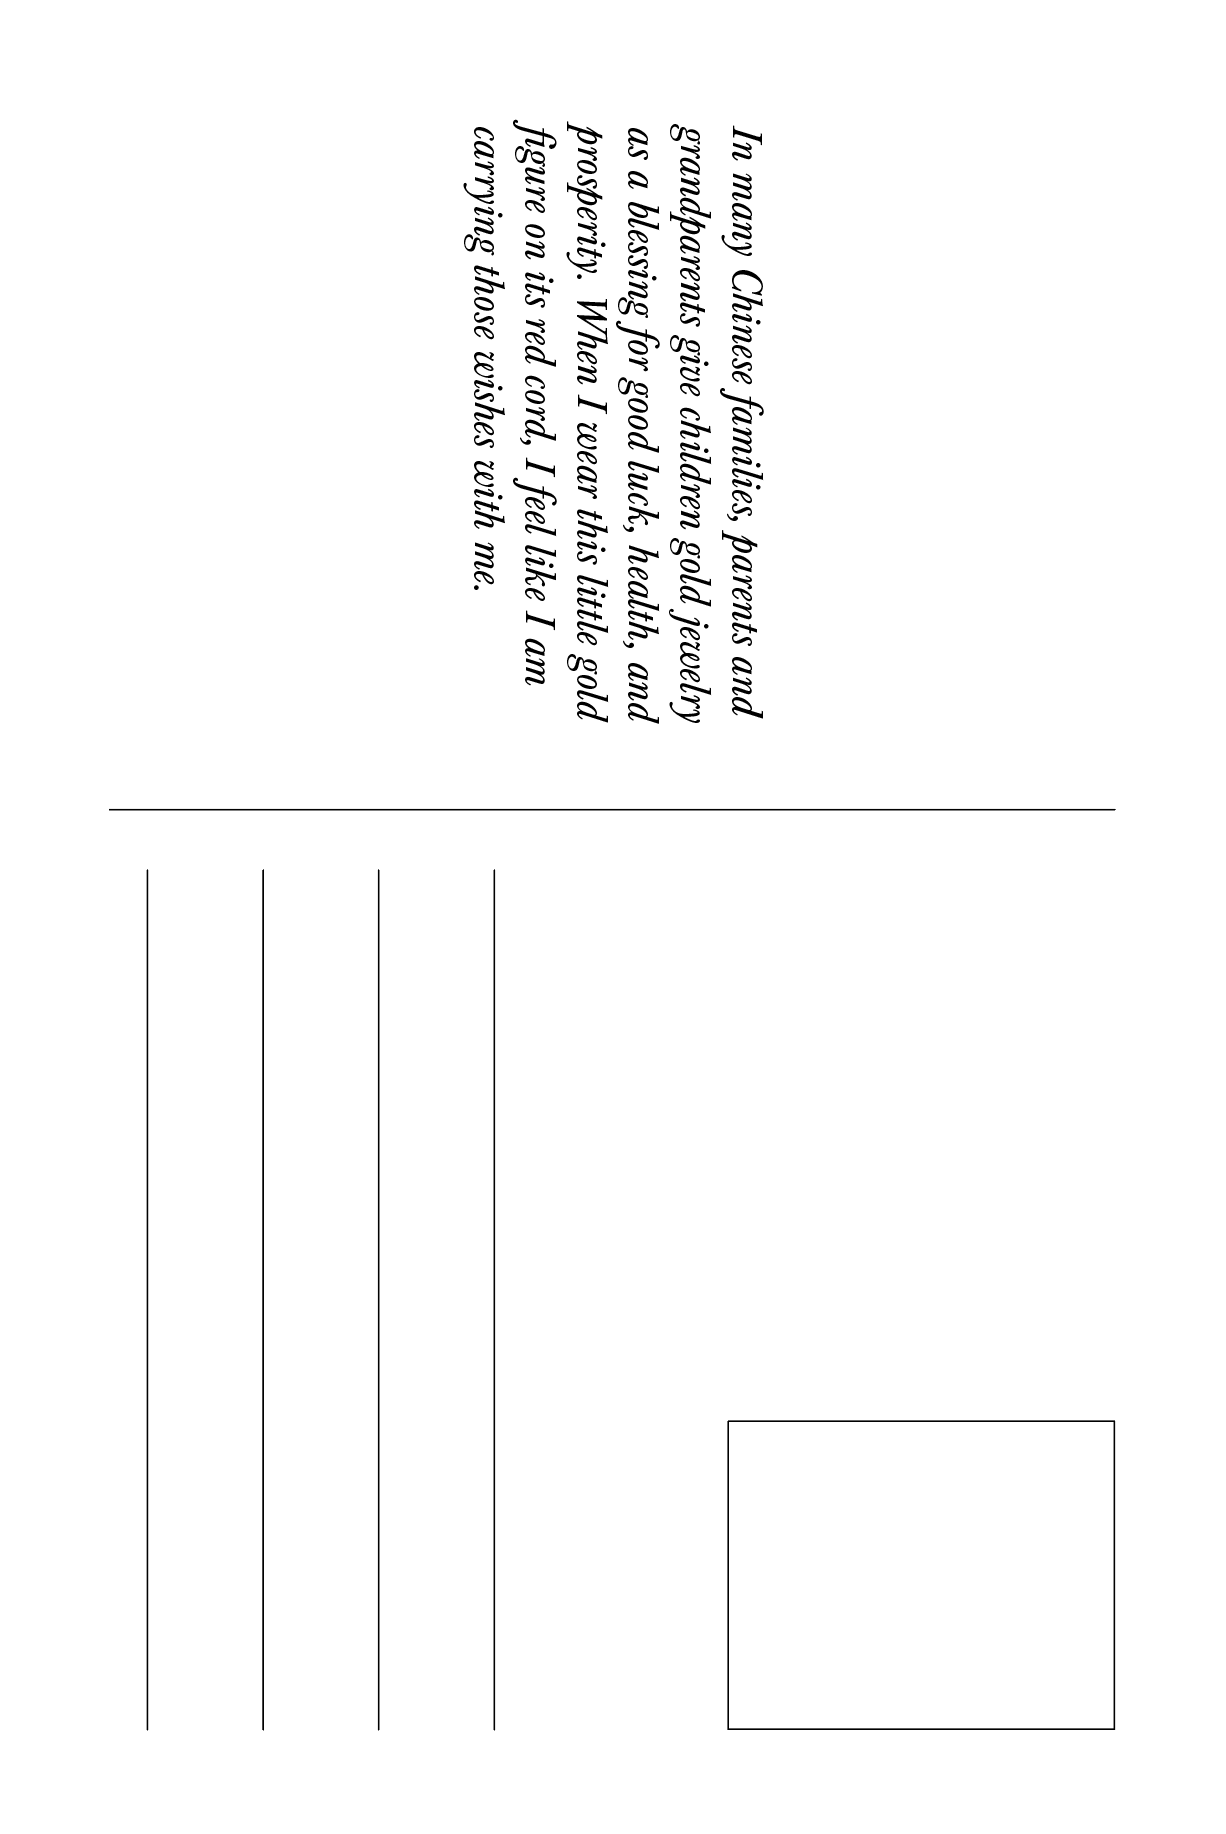 In many Chinese families, parents and
grandparents give children gold jewelry
as a blessing for good luck, health, and
prosperity. When I wear this little gold
figure on its red cord, I feel like I am
carrying those wishes with me.